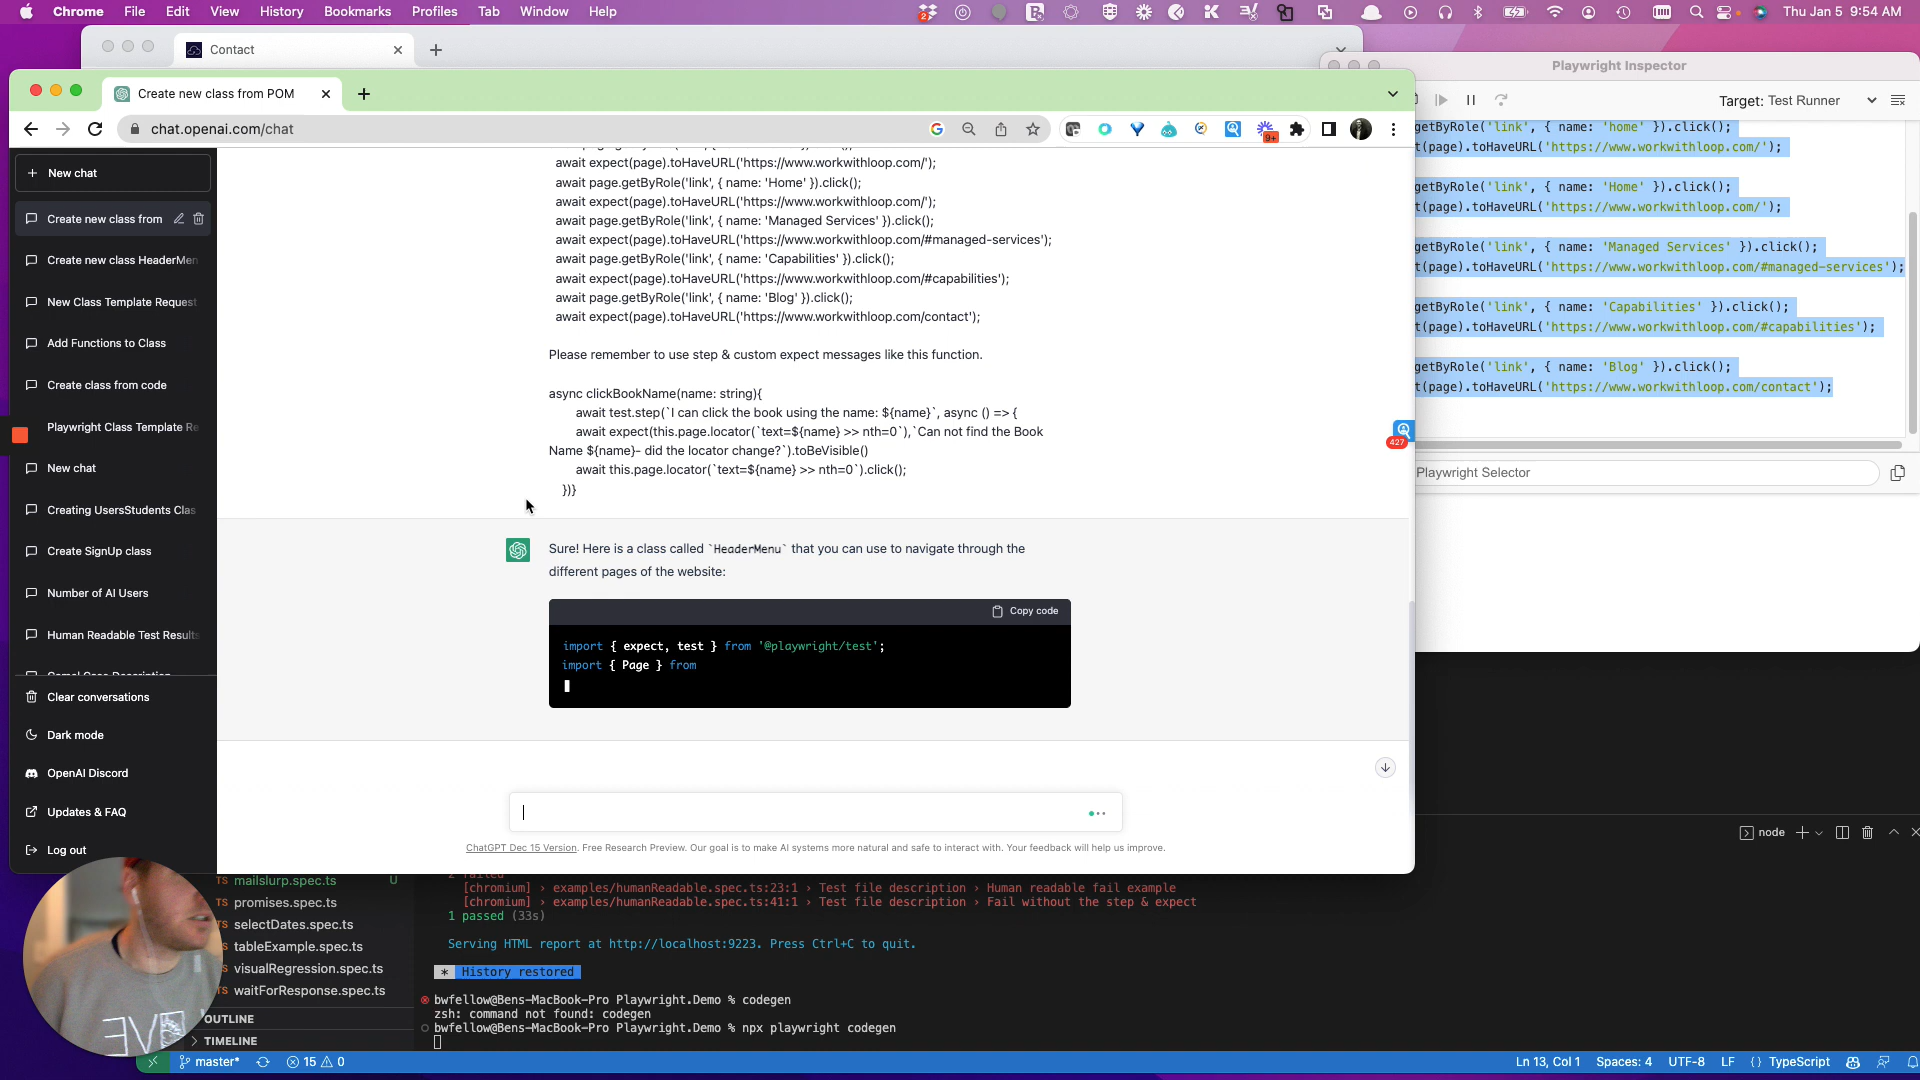 Chrome File Edit View History Bookmarks Profiles Tab Window Help
Thu Jan 5 9:54 AM
Contact
Playwright Inspector
Create new class from POM
Target: Test Runner
chat.openai.com/chat
9+
New chat
Create new class from
Create new class HeaderMen
New Class Template Request
Add Functions to Class
Create class from code
Playwright Class Template Re
New chat
Creating UsersStudents Clas
Create SignUp class
Number of AI Users
Human Readable Test Results
Clear conversations
Dark mode
OpenAI Discord
Updates & FAQ
Log out
await expect(page).toHaveURL('https://www.workwithloop.com/');
await page.getByRole('link', { name: 'Home' }).click();
await expect(page).toHaveURL('https://www.workwithloop.com/');
await page.getByRole('link', { name: 'Managed Services' }).click();
await expect(page).toHaveURL('https://www.workwithloop.com/#managed-services');
await page.getByRole('link', { name: 'Capabilities' }).click();
await expect(page).toHaveURL('https://www.workwithloop.com/#capabilities');
await page.getByRole('link', { name: 'Blog' }).click();
await expect(page).toHaveURL('https://www.workwithloop.com/contact');
Please remember to use step & custom expect messages like this function.
async clickBookName(name: string){
await test.step(`I can click the book using the name: ${name}`, async () => {
await expect(this.page.locator(`text=${name} >> nth=0`),`Can not find the Book
Name ${name}- did the locator change?`).toBeVisible()
await this.page.locator(`text=${name} >> nth=0`).click();
})}
Sure! Here is a class called `HeaderMenu` that you can use to navigate through the
different pages of the website:
Copy code
import { expect, test } from '@playwright/test';
import { Page } from
ChatGPT Dec 15 Version. Free Research Preview. Our goal is to make AI systems more natural and safe to interact with. Your feedback will help us improve.
getByRole('link', { name: 'home' }).click();
t(page).toHaveURL('https://www.workwithloop.com/');
getByRole('link', { name: 'Home' }).click();
t(page).toHaveURL('https://www.workwithloop.com/');
getByRole('link', { name: 'Managed Services' }).click();
t(page).toHaveURL('https://www.workwithloop.com/#managed-services');
getByRole('link', { name: 'Capabilities' }).click();
t(page).toHaveURL('https://www.workwithloop.com/#capabilities');
getByRole('link', { name: 'Blog' }).click();
t(page).toHaveURL('https://www.workwithloop.com/contact');
427
Playwright Selector
node
TS mailslurp.spec.ts U
TS promises.spec.ts
selectDates.spec.ts
tableExample.spec.ts
visualRegression.spec.ts
waitForResponse.spec.ts
OUTLINE
TIMELINE
2 failed
[chromium] › examples/humanReadable.spec.ts:23:1 › Test file description › Human readable fail example
[chromium] › examples/humanReadable.spec.ts:41:1 › Test file description › Fail without the step & expect
1 passed (33s)
Serving HTML report at http://localhost:9223. Press Ctrl+C to quit.
* History restored
bwfellow@Bens-MacBook-Pro Playwright.Demo % codegen
zsh: command not found: codegen
bwfellow@Bens-MacBook-Pro Playwright.Demo % npx playwright codegen
master* 15 0
Ln 13, Col 1 Spaces: 4 UTF-8 LF {} TypeScript